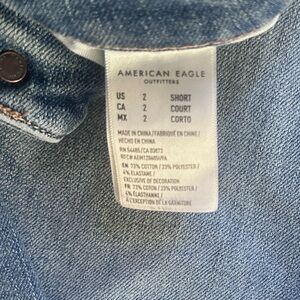 AMERICAN EAGLE
OUTFITTERS
US 2 SHORT
CA 2 COURT
MX 2 CORTO
MADE IN CHINA/FABRIQUÉ EN CHINE/
HECHO EN CHINA
RN 54485/CA 03873
EN: 73% COTTON / 23% POLYESTER /
4% ELASTANE /
EXCLUSIVE OF DECORATION
FR: 73% COTON / 23% POLYESTER /
4% ÉLASTHANNE /
À L'EXCEPTION DE LA GARNITURE